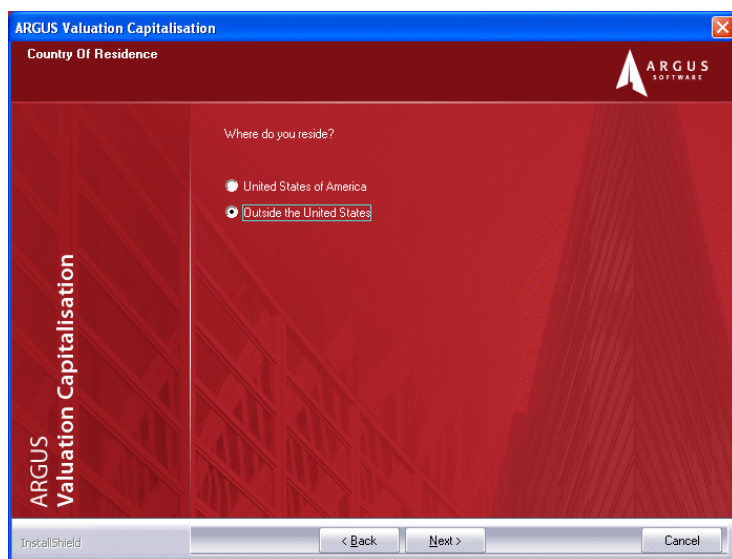 ARGUS Valuation Capitalisation
Country Of Residence
ARGUS
SOFTWARE
Where do you reside?
United States of America
Outside the United States
ARGUS
Valuation Capitalisation
InstallShield
< Back
Next >
Cancel